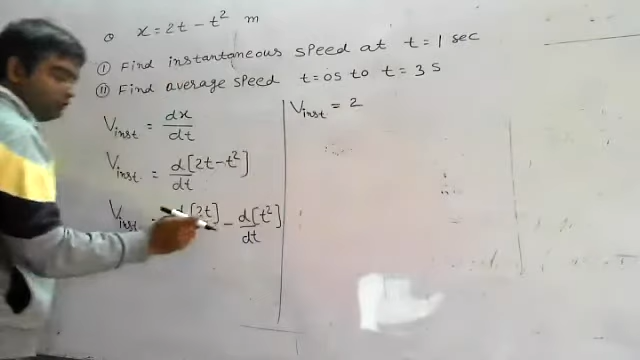 x = 2t - t² m
① Find instantaneous speed at t = 1 sec
② Find average speed t = 0s to t = 3 s
V_inst = dx/dt
V_inst. = d/dt [2t - t²]
V_inst. = d[2t] - d[t²]/dt
V_inst = 2